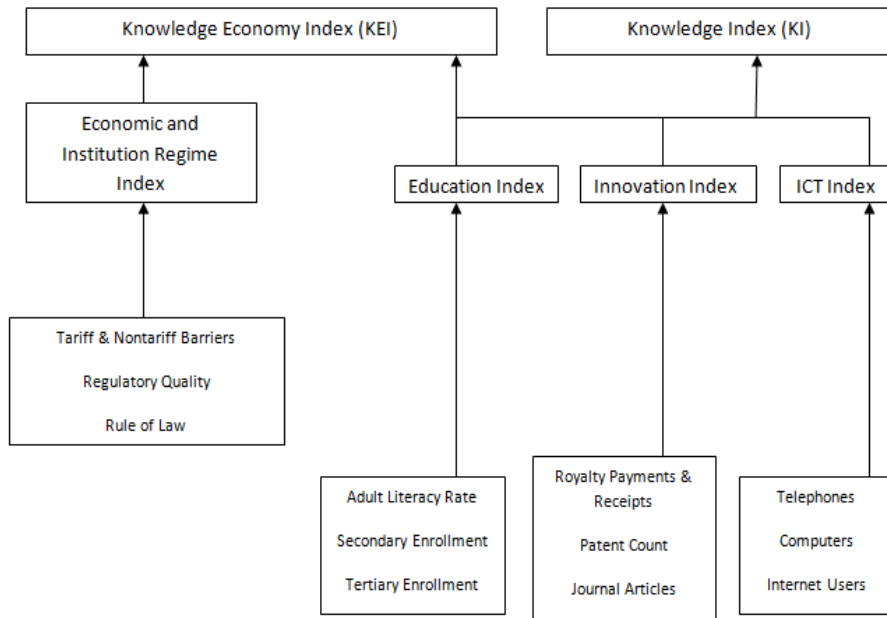 Knowledge Economy Index (KEI)
Knowledge Index (KI)
Economic and
Institution Regime
Index
Education Index
Innovation Index
ICT Index
Tariff & Nontariff Barriers
Regulatory Quality
Rule of Law
Adult Literacy Rate
Secondary Enrollment
Tertiary Enrollment
Royalty Payments &
Receipts
Patent Count
Journal Articles
Telephones
Computers
Internet Users